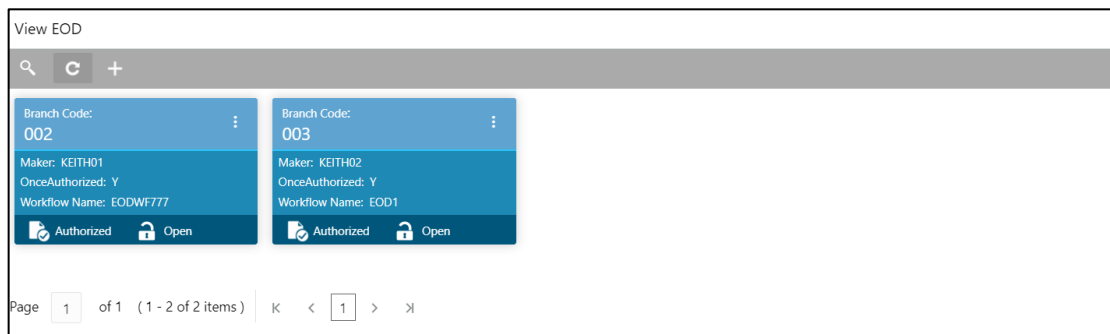 View EOD
Branch Code:
002
Maker: KEITH01
OnceAuthorized: Y
Workflow Name: EODWF777
Authorized Open
Branch Code:
003
Maker: KEITH02
OnceAuthorized: Y
Workflow Name: EOD1
Authorized Open
Page 1 of 1 ( 1 - 2 of 2 items ) 1